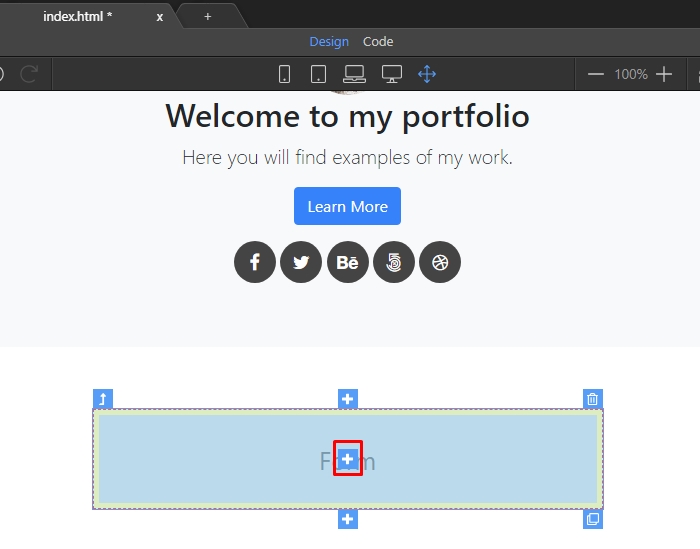 index.html * x +
Design Code
100%
Welcome to my portfolio
Here you will find examples of my work.
Learn More
Bē